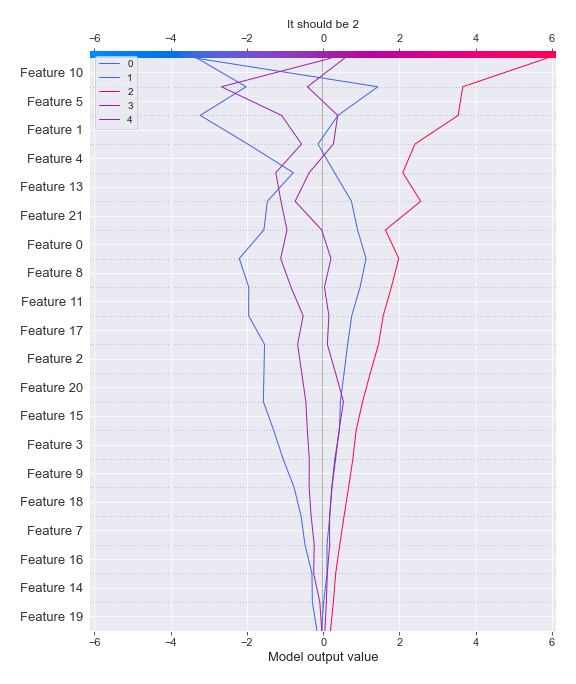 It should be 2
−6 −4 −2 0 2 4 6
0
1
2
3
4
Feature 10
Feature 5
Feature 1
Feature 4
Feature 13
Feature 21
Feature 0
Feature 8
Feature 11
Feature 17
Feature 2
Feature 20
Feature 15
Feature 3
Feature 9
Feature 18
Feature 7
Feature 16
Feature 14
Feature 19
−6 −4 −2 0 2 4 6
Model output value